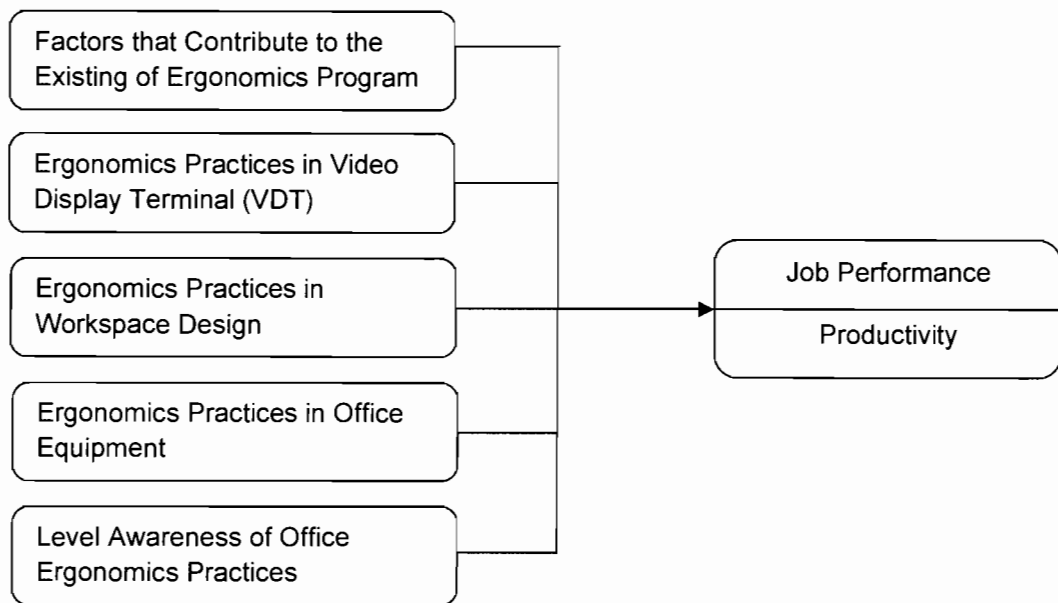 Factors that Contribute to the
Existing of Ergonomics Program
Ergonomics Practices in Video
Display Terminal (VDT)
Ergonomics Practices in
Workspace Design
Ergonomics Practices in Office
Equipment
Level Awareness of Office
Ergonomics Practices
Job Performance
Productivity